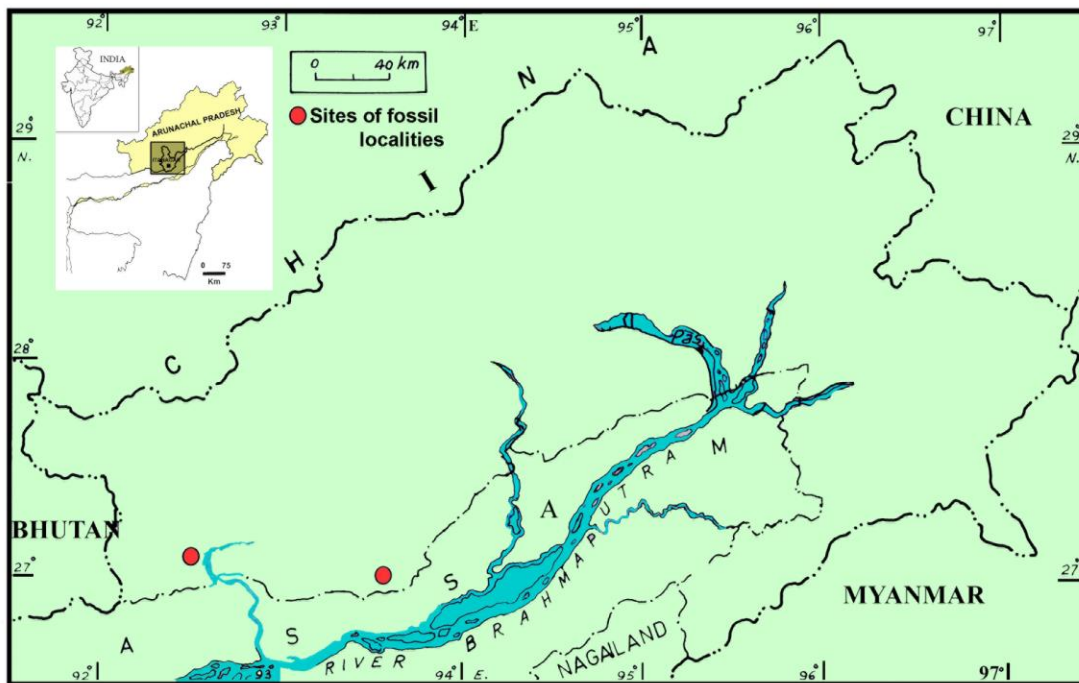 92° 93° 94° E 95° 96° 97°
INDIA
ARUNACHAL PRADESH
0 75
Km
0 40 km
Sites of fossil
localities
C H I N A
CHINA
29°
N.
29°
N.
28°
BHUTAN
27°
27°
MYANMAR
A S S A M
RIVER BRAHMAPUTRA
NAGALAND
92° 93° 94° E. 95° 96° 97°